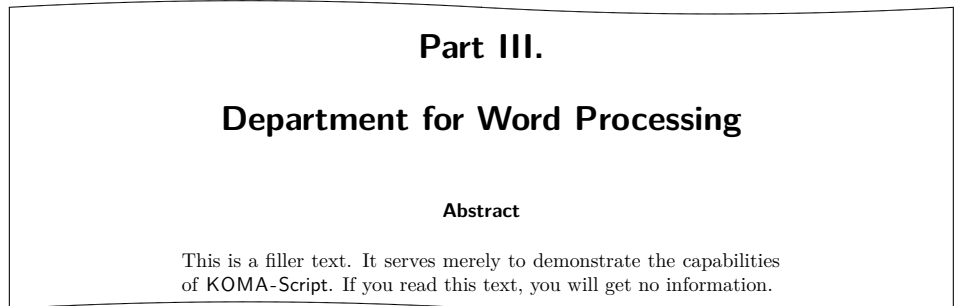 Part III.
Department for Word Processing
Abstract
This is a filler text. It serves merely to demonstrate the capabilities
of KOMA-Script. If you read this text, you will get no information.